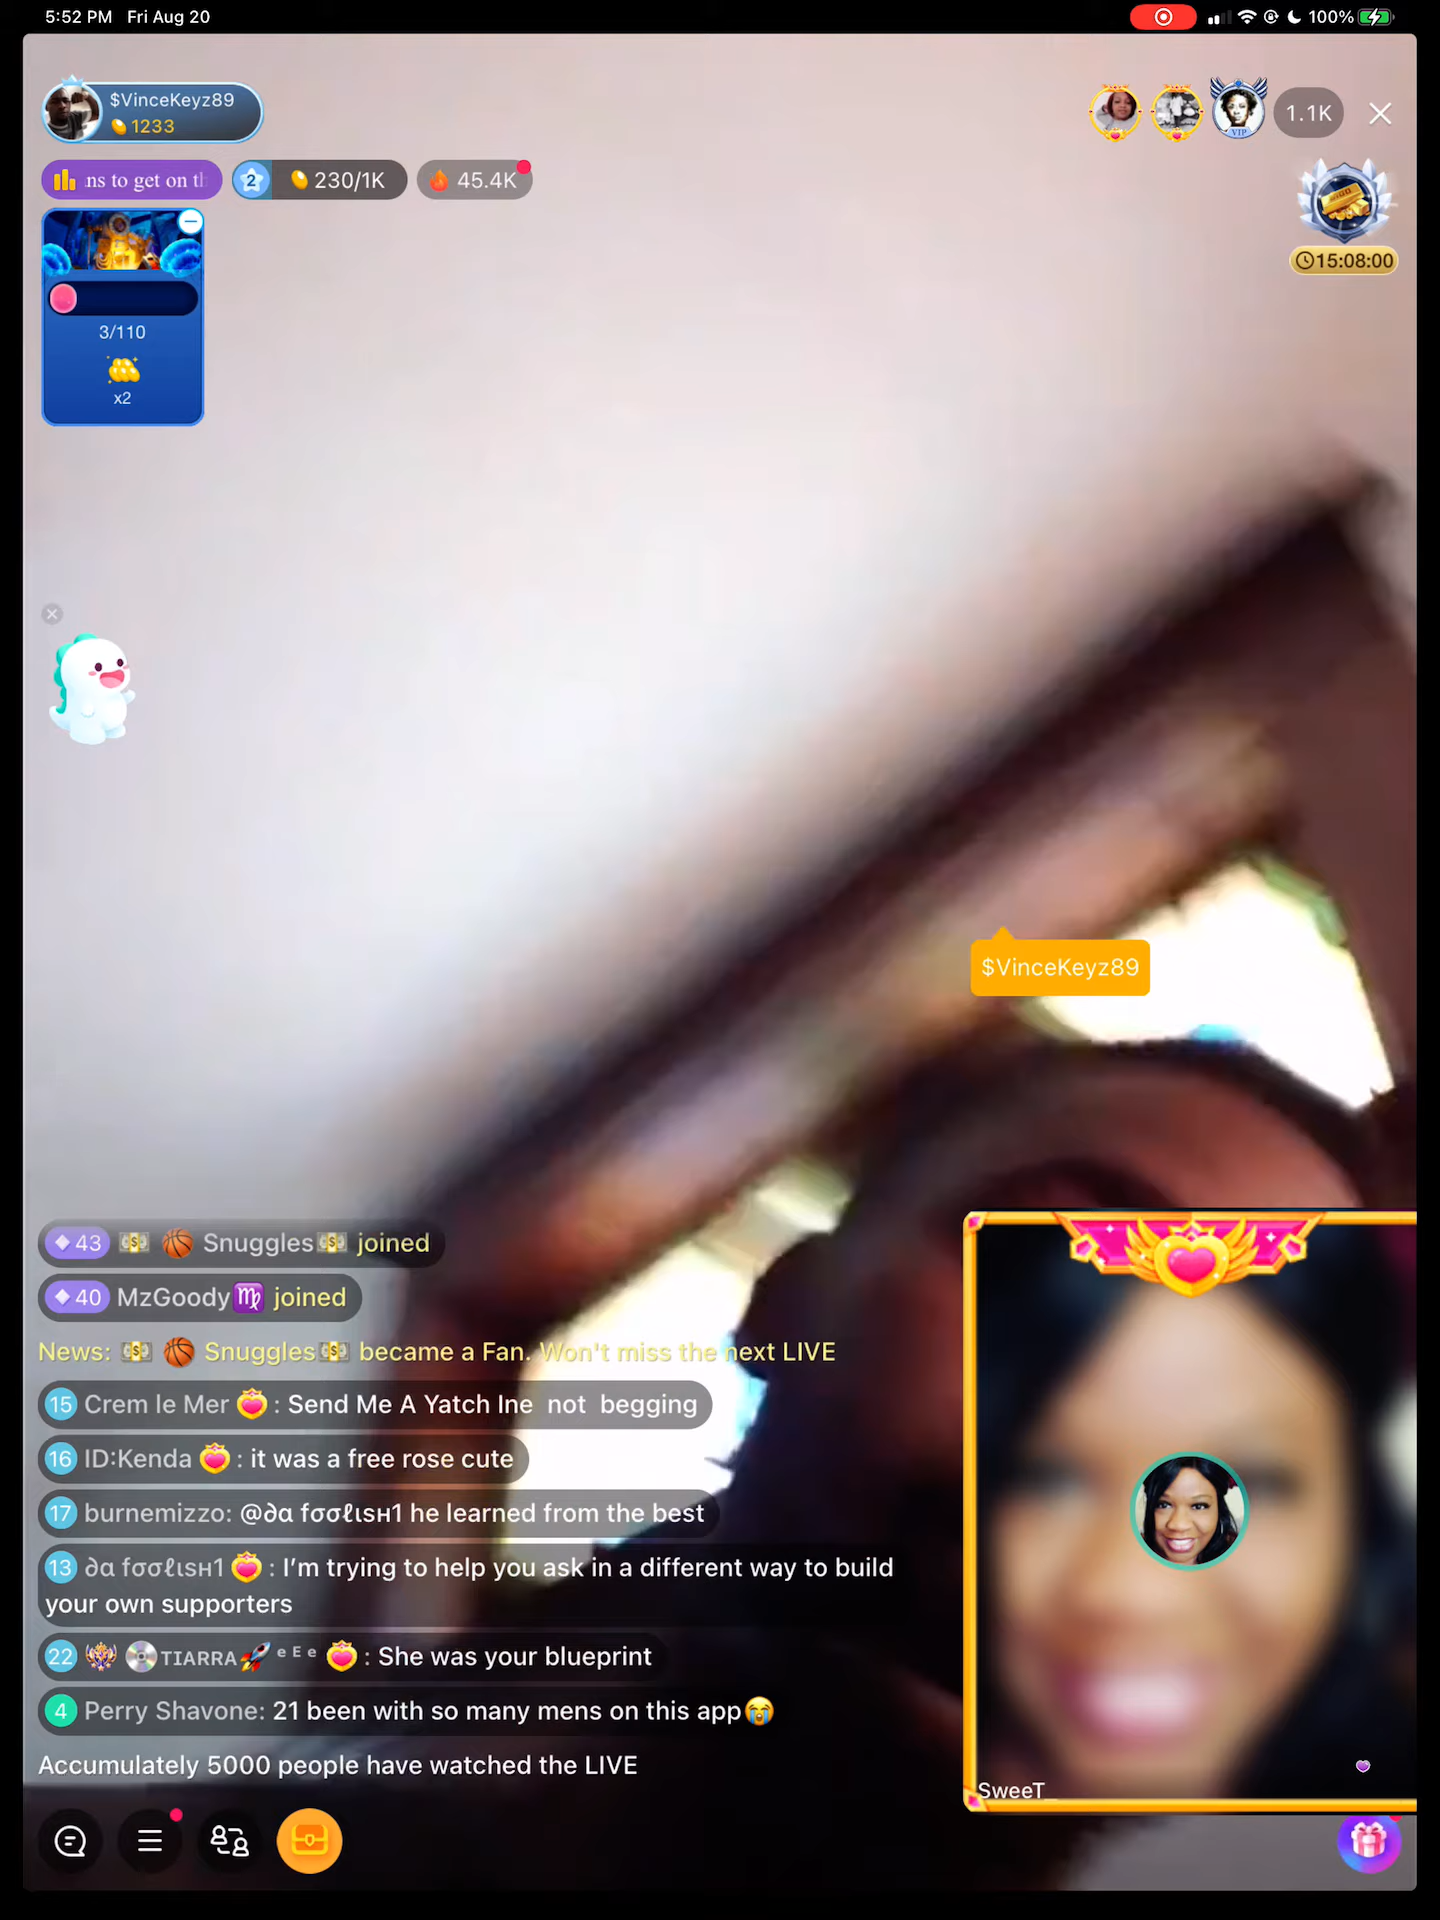 5:52 PM Fri Aug 20
100%
$VinceKeyz89
1233
1.1K
ns to get on th
2 230/1K
45.4K
15:08:00
3/110
x2
VIP
$VinceKeyz89
43 Snuggles joined
40 MzGoody♍ joined
News: 💵 🏀 Snuggles💵 became a Fan. Won't miss the next LIVE
15 Crem le Mer : Send Me A Yatch Ine not begging
16 ID:Kenda : it was a free rose cute
17 burnemizzo: @∂α fσσℓιѕн1 he learned from the best
13 ∂α fσσℓιѕн1 : I’m trying to help you ask in a different way to build
your own supporters
22 💿TIARRA🚀 ᵉ ᴱ ᵉ : She was your blueprint
4 Perry Shavone: 21 been with so many mens on this app😭
Accumulately 5000 people have watched the LIVE
SweeT_